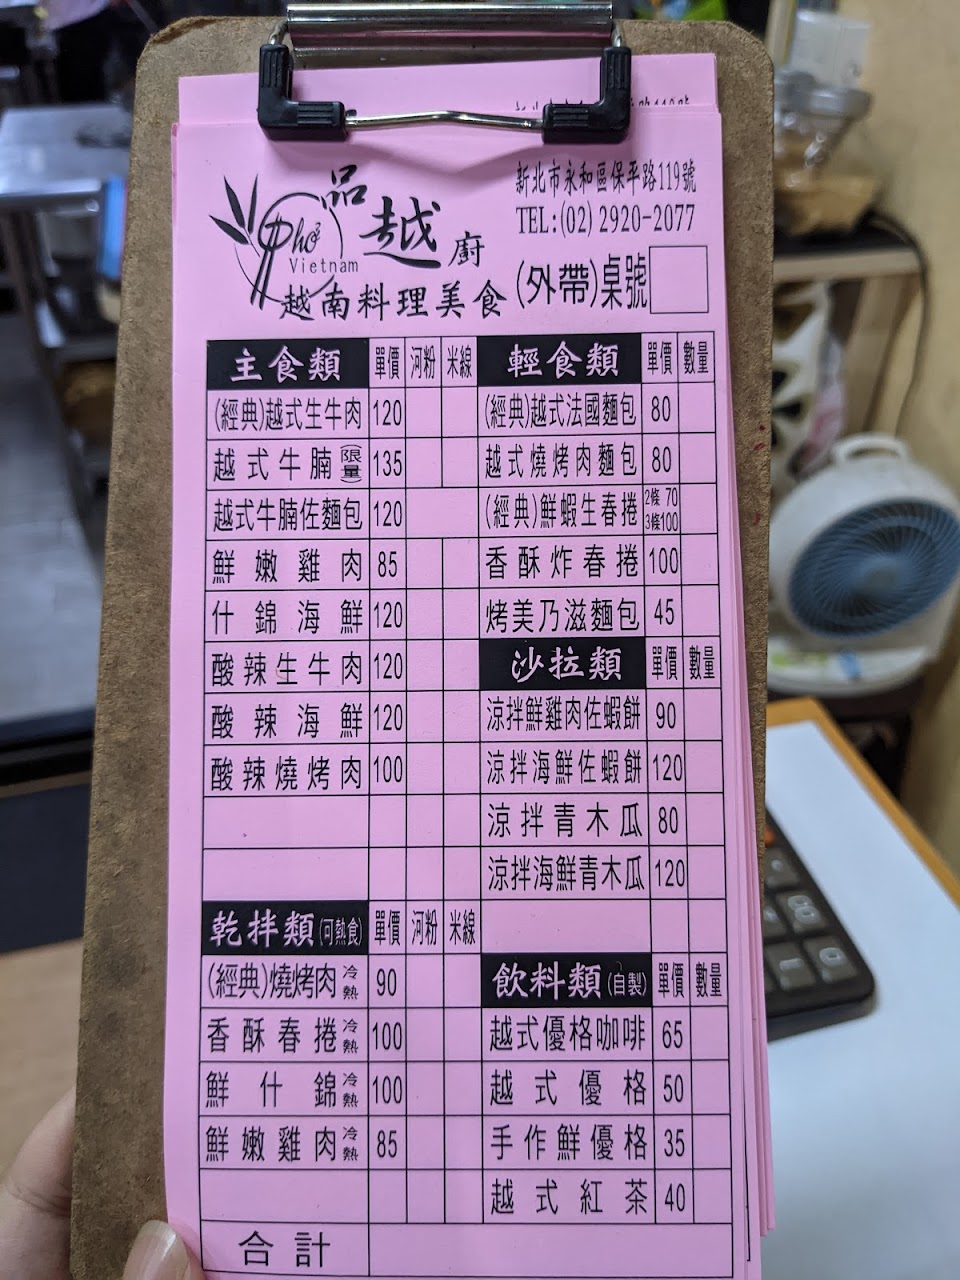 品越廚
Phở
Vietnam
越南料理美食
新北市永和區保平路119號
TEL:(02) 2920-2077
(外帶)桌號
主食類 單價 河粉 米線
(經典)越式生牛肉 120
越式牛腩(限量) 135
越式牛腩佐麵包 120
鮮嫩雞肉 85
什錦海鮮 120
酸辣生牛肉 120
酸辣海鮮 120
酸辣燒烤肉 100
乾拌類(可熱食) 單價 河粉 米線
(經典)燒烤肉 冷熱 90
香酥春捲 冷熱 100
鮮什錦 冷熱 100
鮮嫩雞肉 冷熱 85
合計
輕食類 單價 數量
(經典)越式法國麵包 80
越式燒烤肉麵包 80
(經典)鮮蝦生春捲 2條 70 3條100
香酥炸春捲 100
烤美乃滋麵包 45
沙拉類 單價 數量
涼拌鮮雞肉佐蝦餅 90
涼拌海鮮佐蝦餅 120
涼拌青木瓜 80
涼拌海鮮青木瓜 120
飲料類(自製) 單價 數量
越式優格咖啡 65
越式優格 50
手作鮮優格 35
越式紅茶 40